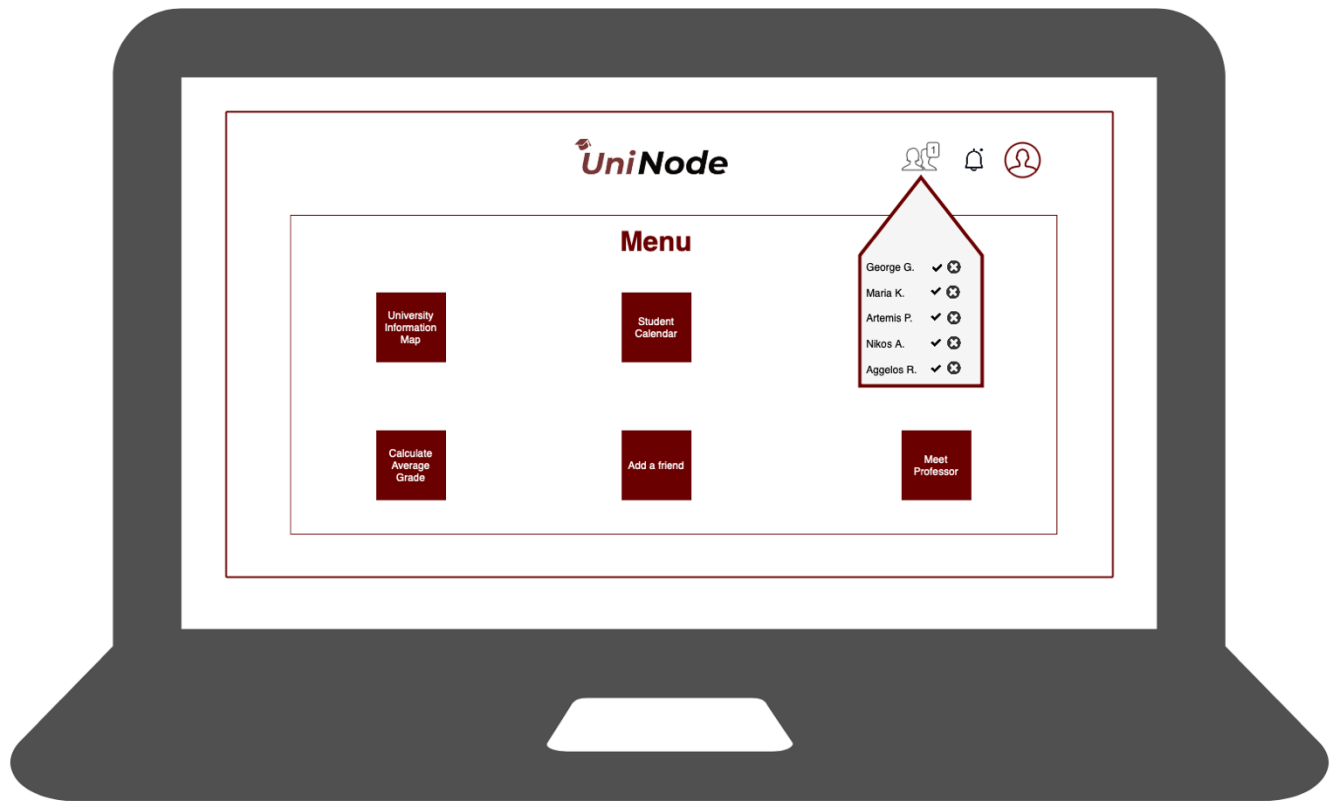 UniNode
1
Menu
George G.
Maria K.
Artemis P.
Nikos A.
Aggelos R.
University
Information
Map
Student
Calendar
Calculate
Average
Grade
Add a friend
Meet
Professor